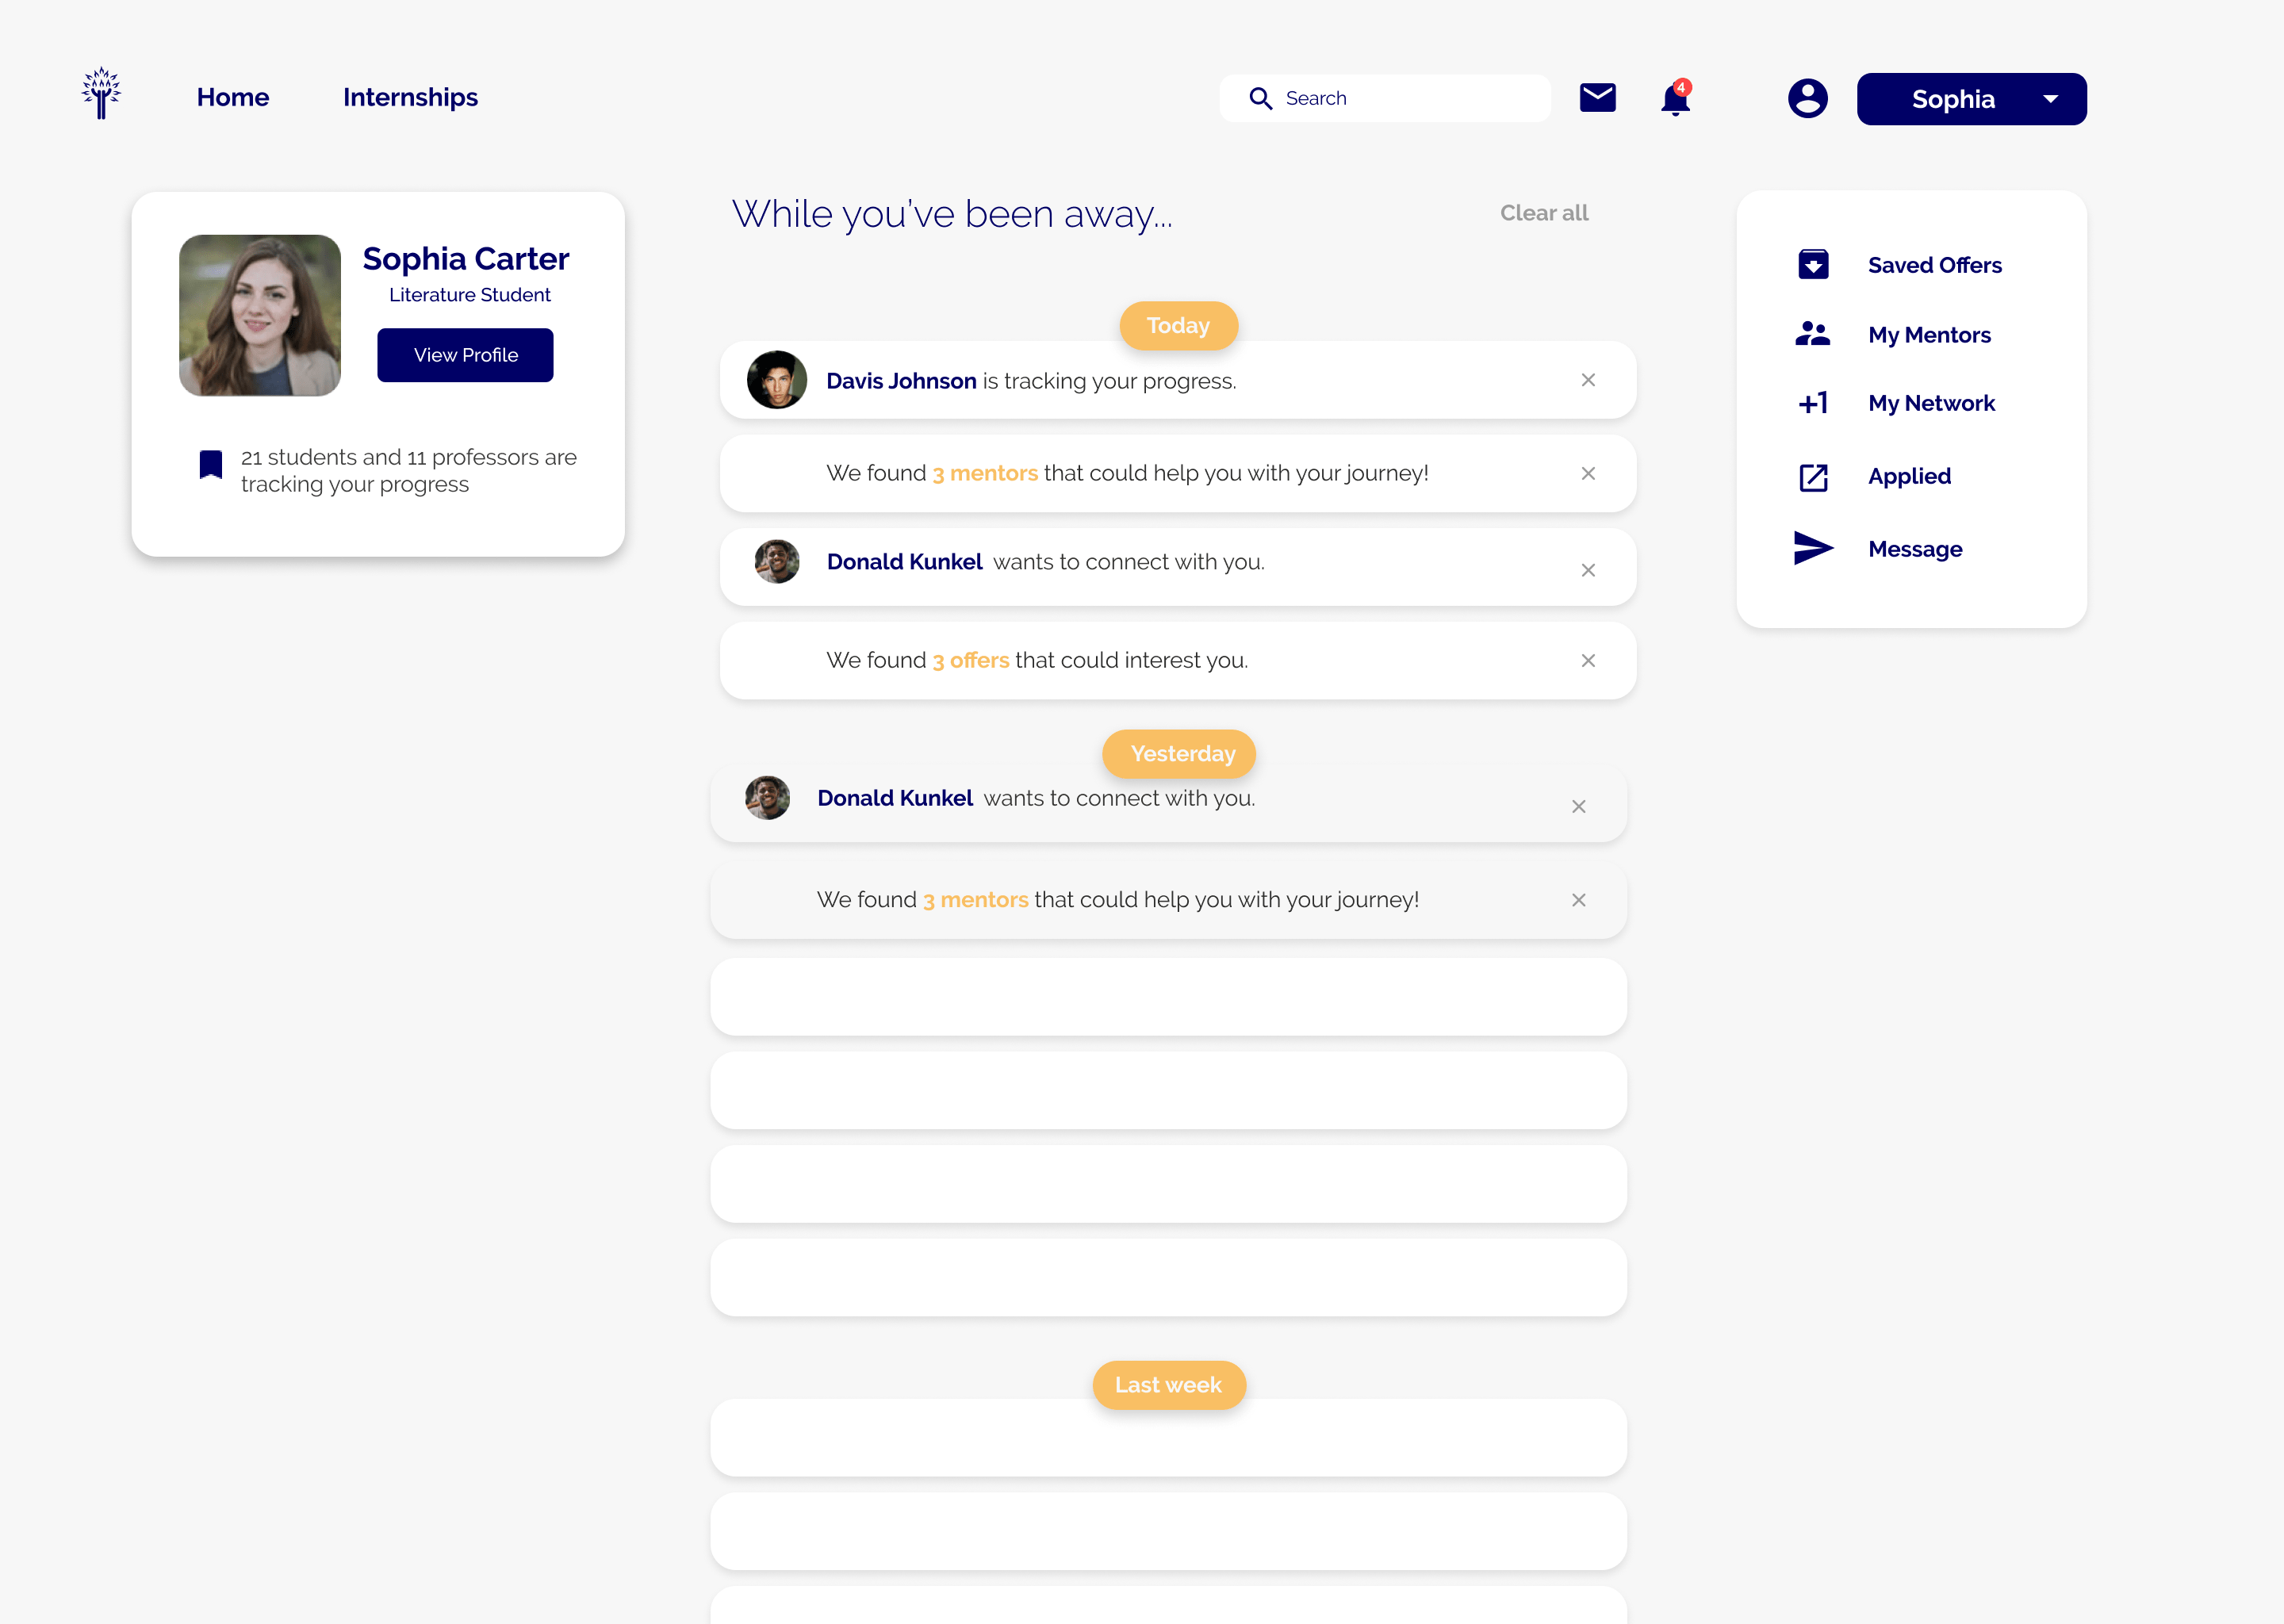 Home
Internships
Search
4
Sophia
Sophia Carter
Literature Student
View Profile
21 students and 11 professors are
tracking your progress
While you've been away...
Clear all
Today
Davis Johnson is tracking your progress.
We found 3 mentors that could help you with your journey!
Donald Kunkel wants to connect with you.
We found 3 offers that could interest you.
Yesterday
Donald Kunkel wants to connect with you.
We found 3 mentors that could help you with your journey!
Last week
Saved Offers
My Mentors
+1 My Network
Applied
Message